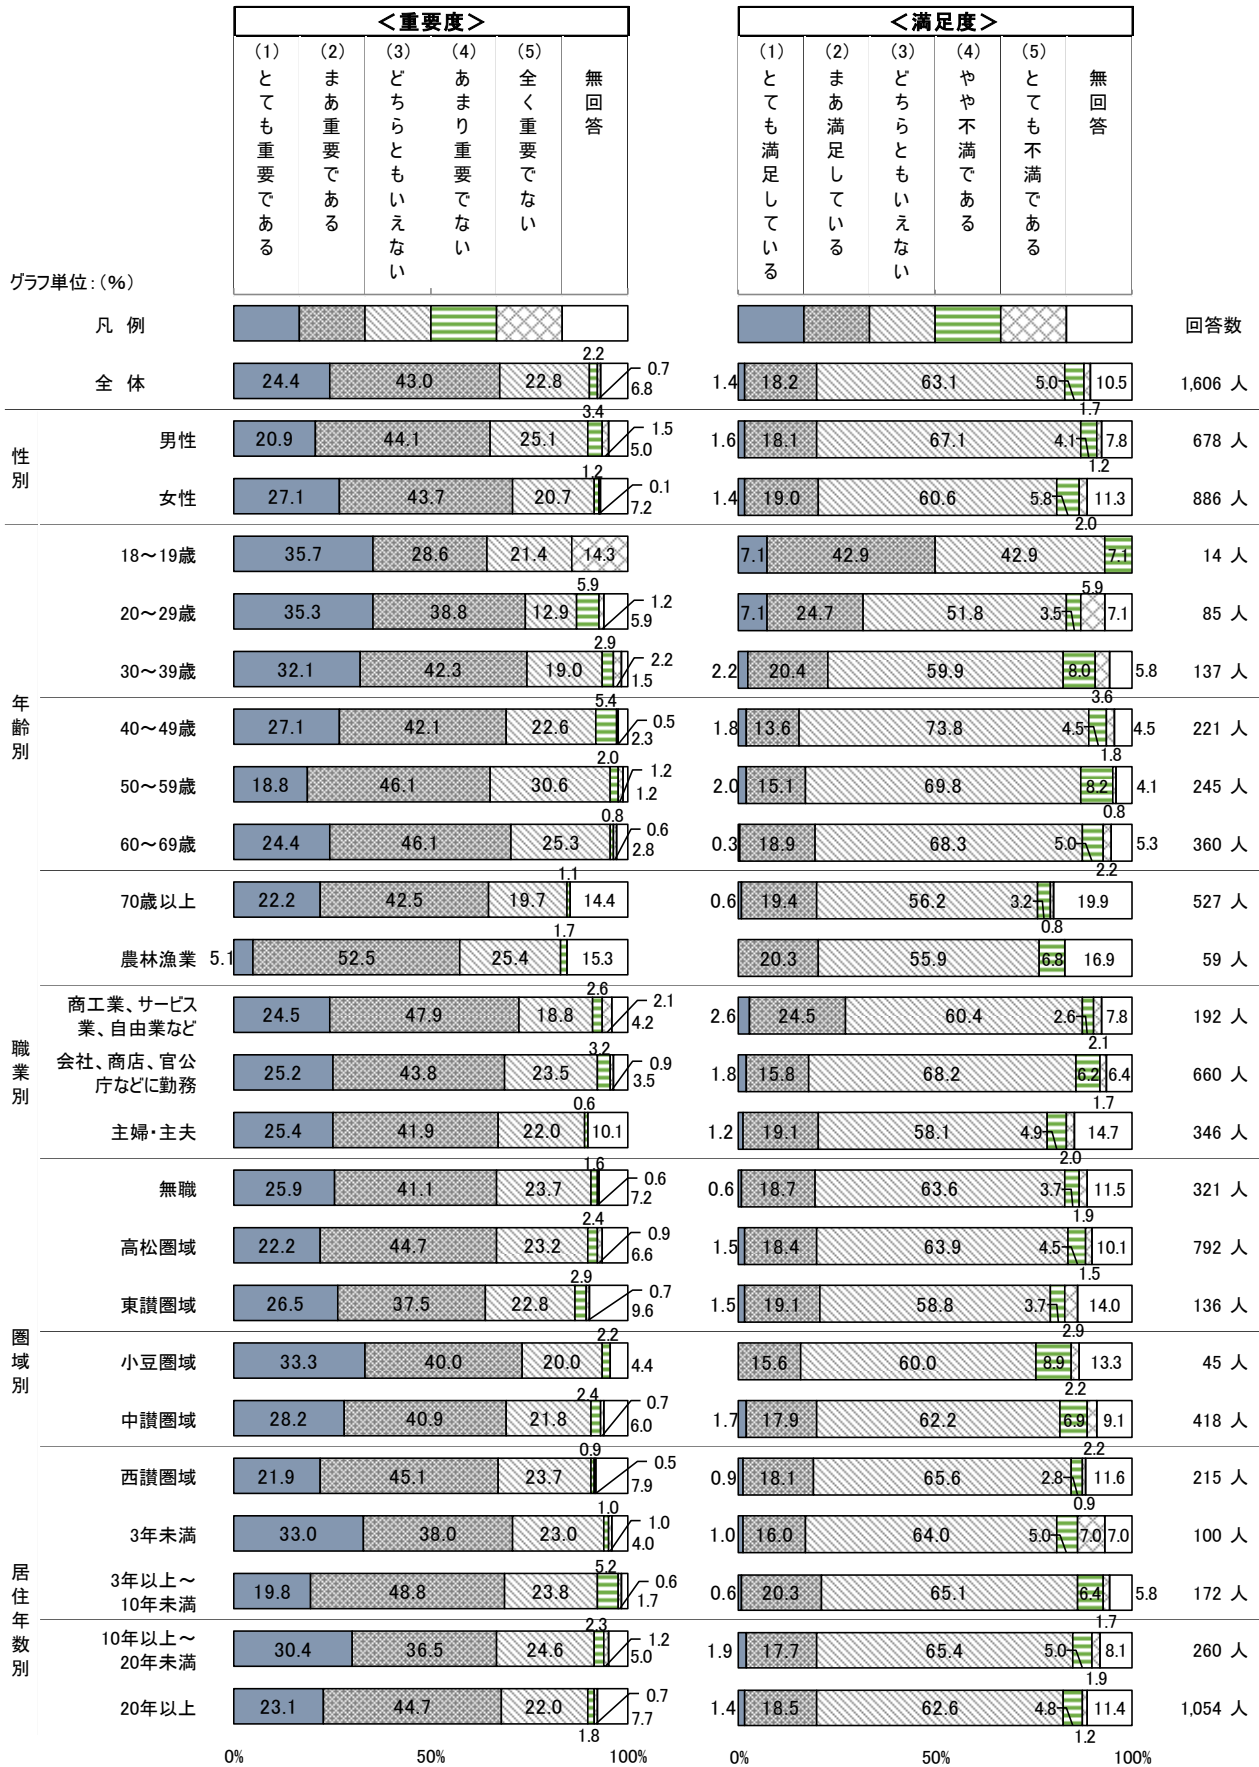 ＜重要度＞ ＜満足度＞
(1)とても重要である (2)まあ重要である (3)どちらともいえない (4)あまり重要でない (5)全く重要でない 無回答
(1)とても満足している (2)まあ満足している (3)どちらともいえない (4)やや不満である (5)とても不満である 無回答
グラフ単位：(%)
凡 例 回答数
全 体 24.4 43.0 22.8 2.2 0.7 6.8 1.4 18.2 63.1 5.0 1.7 10.5 1,606 人
性別
男性 20.9 44.1 25.1 3.4 1.5 5.0 1.6 18.1 67.1 4.1 1.2 7.8 678 人
女性 27.1 43.7 20.7 1.2 0.1 7.2 1.4 19.0 60.6 5.8 2.0 11.3 886 人
年齢別
18～19歳 35.7 28.6 21.4 14.3 7.1 42.9 42.9 7.1 14 人
20～29歳 35.3 38.8 12.9 5.9 1.2 5.9 7.1 24.7 51.8 3.5 5.9 7.1 85 人
30～39歳 32.1 42.3 19.0 2.9 2.2 1.5 2.2 20.4 59.9 8.0 3.6 5.8 137 人
40～49歳 27.1 42.1 22.6 5.4 0.5 2.3 1.8 13.6 73.8 4.5 1.8 4.5 221 人
50～59歳 18.8 46.1 30.6 2.0 1.2 1.2 2.0 15.1 69.8 8.2 0.8 4.1 245 人
60～69歳 24.4 46.1 25.3 0.8 0.6 2.8 0.3 18.9 68.3 5.0 2.2 5.3 360 人
70歳以上 22.2 42.5 19.7 1.1 14.4 0.6 19.4 56.2 3.2 0.8 19.9 527 人
職業別
農林漁業 5.1 52.5 25.4 1.7 15.3 20.3 55.9 6.8 16.9 59 人
商工業、サービス
業、自由業など 24.5 47.9 18.8 2.6 2.1 4.2 2.6 24.5 60.4 2.6 2.1 7.8 192 人
会社、商店、官公
庁などに勤務 25.2 43.8 23.5 3.2 0.9 3.5 1.8 15.8 68.2 6.2 1.7 6.4 660 人
主婦・主夫 25.4 41.9 22.0 0.6 10.1 1.2 19.1 58.1 4.9 2.0 14.7 346 人
無職 25.9 41.1 23.7 1.6 0.6 7.2 0.6 18.7 63.6 3.7 1.9 11.5 321 人
圏域別
高松圏域 22.2 44.7 23.2 2.4 0.9 6.6 1.5 18.4 63.9 4.5 1.5 10.1 792 人
東讃圏域 26.5 37.5 22.8 2.9 0.7 9.6 1.5 19.1 58.8 3.7 2.9 14.0 136 人
小豆圏域 33.3 40.0 20.0 2.2 4.4 15.6 60.0 8.9 2.2 13.3 45 人
中讃圏域 28.2 40.9 21.8 2.4 0.7 6.0 1.7 17.9 62.2 6.9 2.2 9.1 418 人
西讃圏域 21.9 45.1 23.7 0.9 0.5 7.9 0.9 18.1 65.6 2.8 0.9 11.6 215 人
居住年数別
3年未満 33.0 38.0 23.0 1.0 1.0 4.0 1.0 16.0 64.0 5.0 7.0 7.0 100 人
3年以上～
10年未満 19.8 48.8 23.8 5.2 0.6 1.7 0.6 20.3 65.1 6.4 1.7 5.8 172 人
10年以上～
20年未満 30.4 36.5 24.6 2.3 1.2 5.0 1.9 17.7 65.4 5.0 1.9 8.1 260 人
20年以上 23.1 44.7 22.0 1.8 0.7 7.7 1.4 18.5 62.6 4.8 1.2 11.4 1,054 人
0% 50% 100% 0% 50% 100%